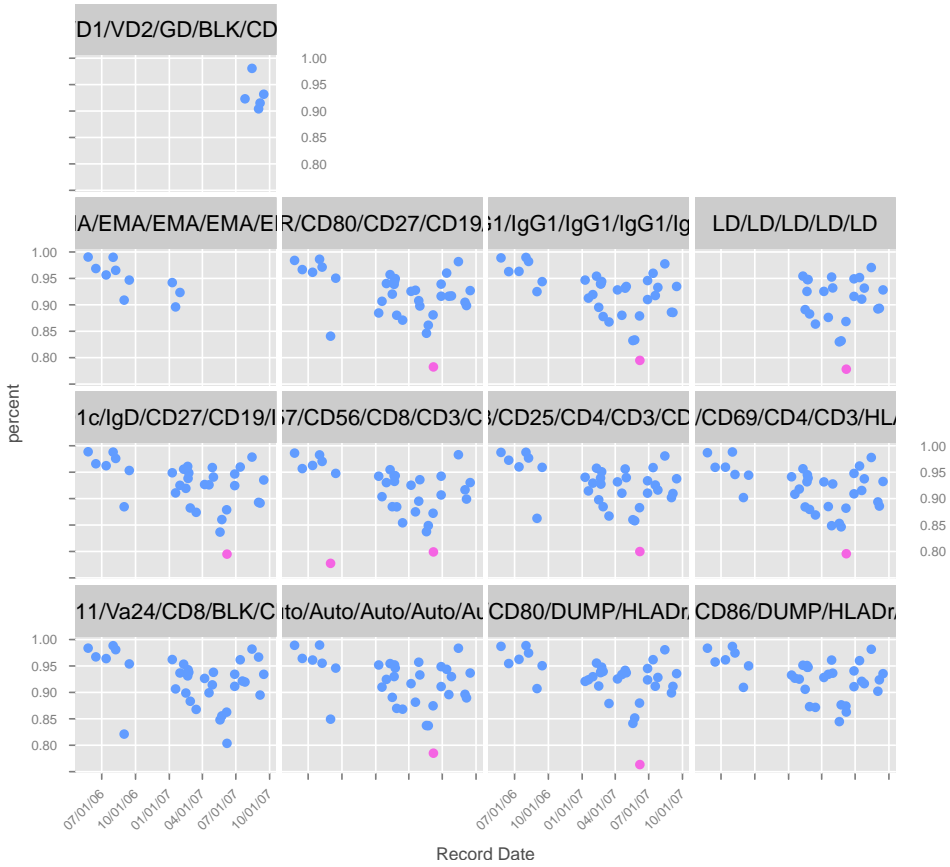 D1/VD2/GD/BLK/CD
1.00
0.95
0.90
0.80
A/EMA/EMA/EMA/E
R/CD80/CD27/CD19/
G1/IgG1/IgG1/IgG1/Ig
LD/LD/LD/LD/LD
1.00
0.95
0.90
0.85
0.80
1c/IgD/CD27/CD19/I
57/CD56/CD8/CD3/C
3/CD25/CD4/CD3/CD
/CD69/CD4/CD3/HLA
1.00
0.95
0.90
0.85
0.80
11/Va24/CD8/BLK/C
uto/Auto/Auto/Auto/Au
CD80/DUMP/HLADr/
CD86/DUMP/HLADr/
1.00
0.95
0.90
0.85
0.80
07/01/06
10/01/06
01/01/07
04/01/07
07/01/07
10/01/07
07/01/06
10/01/06
01/01/07
04/01/07
07/01/07
10/01/07
percent
Record Date